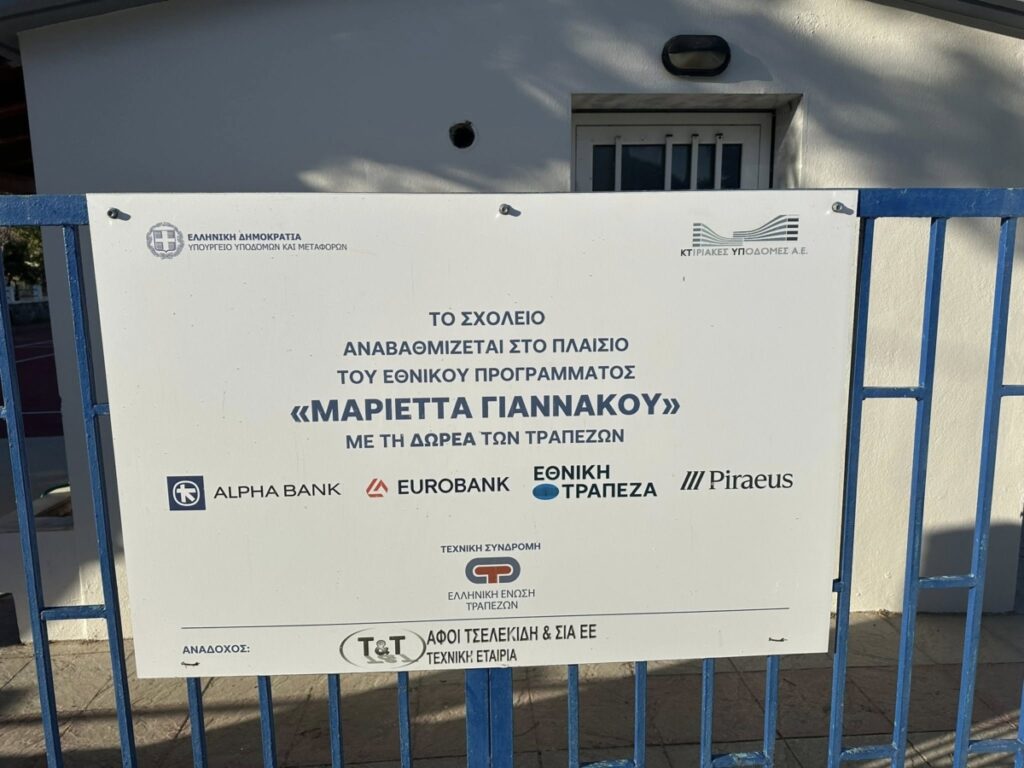 ΕΛΛΗΝΙΚΗ ΔΗΜΟΚΡΑΤΙΑ
ΥΠΟΥΡΓΕΙΟ ΥΠΟΔΟΜΩΝ ΚΑΙ ΜΕΤΑΦΟΡΩΝ
ΚΤΙΡΙΑΚΕΣ ΥΠΟΔΟΜΕΣ Α.Ε.
ΤΟ ΣΧΟΛΕΙΟ
ΑΝΑΒΑΘΜΙΖΕΤΑΙ ΣΤΟ ΠΛΑΙΣΙΟ
ΤΟΥ ΕΘΝΙΚΟΥ ΠΡΟΓΡΑΜΜΑΤΟΣ
«ΜΑΡΙΕΤΤΑ ΓΙΑΝΝΑΚΟΥ»
ΜΕ ΤΗ ΔΩΡΕΑ ΤΩΝ ΤΡΑΠΕΖΩΝ
ALPHA BANK
EUROBANK
ΕΘΝΙΚΗ
ΤΡΑΠΕΖΑ
Piraeus
ΤΕΧΝΙΚΗ ΣΥΝΔΡΟΜΗ
ΕΛΛΗΝΙΚΗ ΕΝΩΣΗ
ΤΡΑΠΕΖΩΝ
ΑΝΑΔΟΧΟΣ:
T&T
ΑΦΟΙ ΤΣΕΛΕΚΙΔΗ & ΣΙΑ ΕΕ
ΤΕΧΝΙΚΗ ΕΤΑΙΡΙΑ